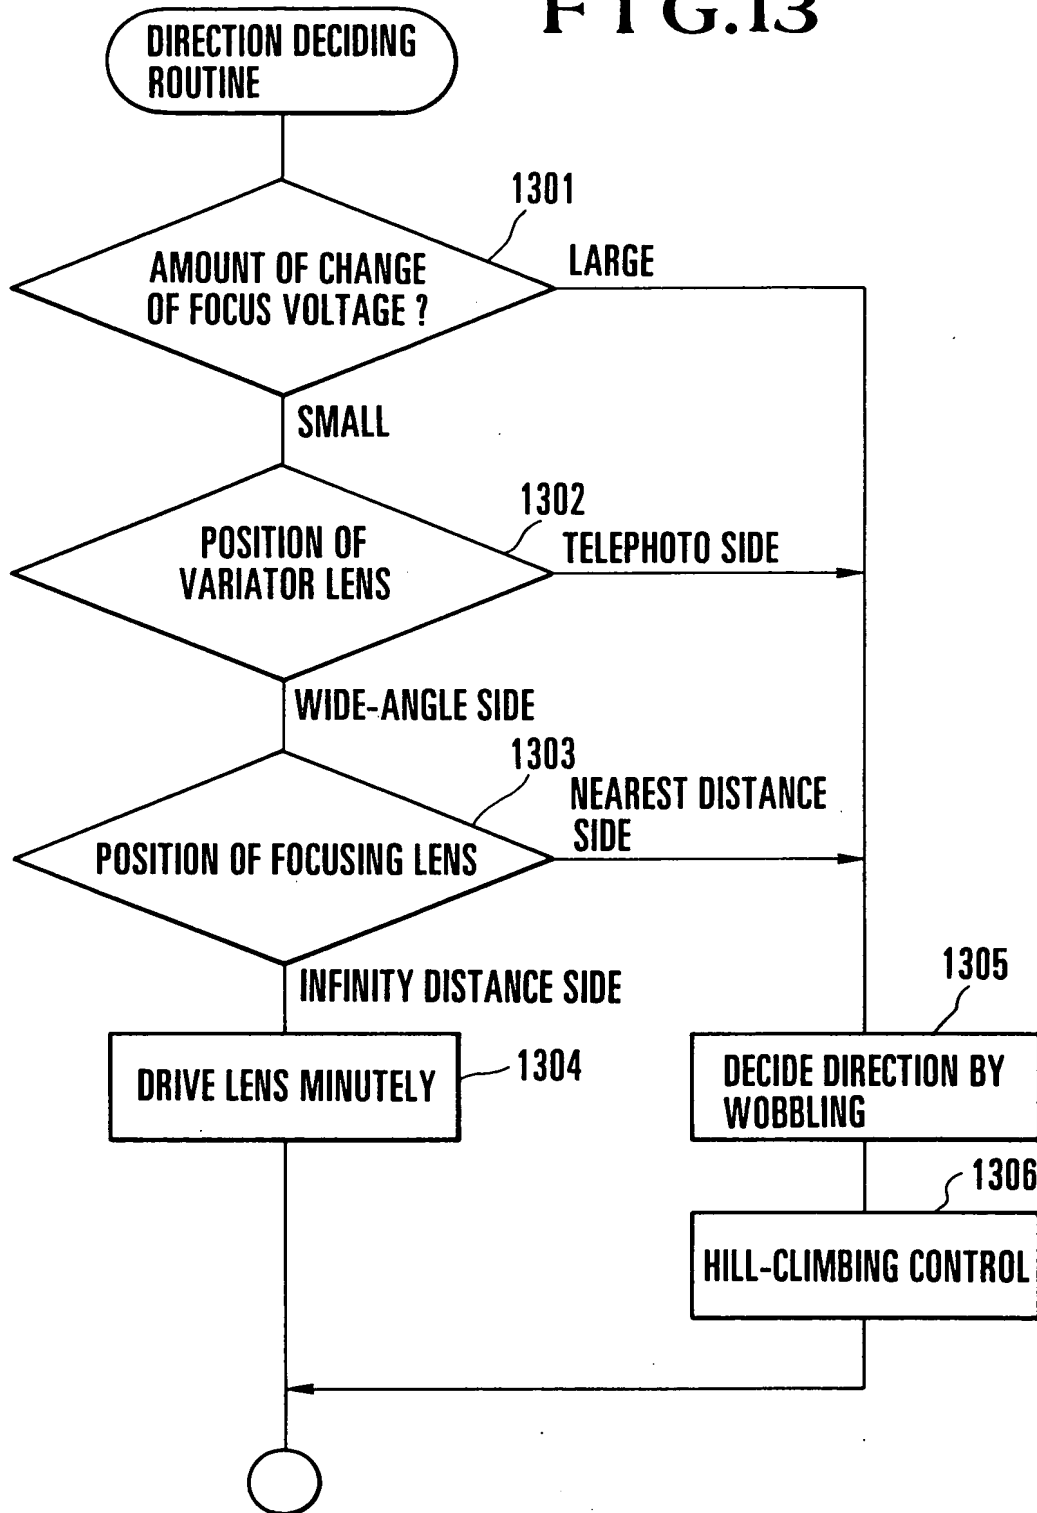 FIG.13
DIRECTION DECIDING
ROUTINE
1301
AMOUNT OF CHANGE
OF FOCUS VOLTAGE ?
LARGE
SMALL
1302
POSITION OF
VARIATOR LENS
TELEPHOTO SIDE
WIDE-ANGLE SIDE
1303
POSITION OF FOCUSING LENS
NEAREST DISTANCE
SIDE
INFINITY DISTANCE SIDE
DRIVE LENS MINUTELY
1304
1305
DECIDE DIRECTION BY
WOBBLING
1306
HILL-CLIMBING CONTROL